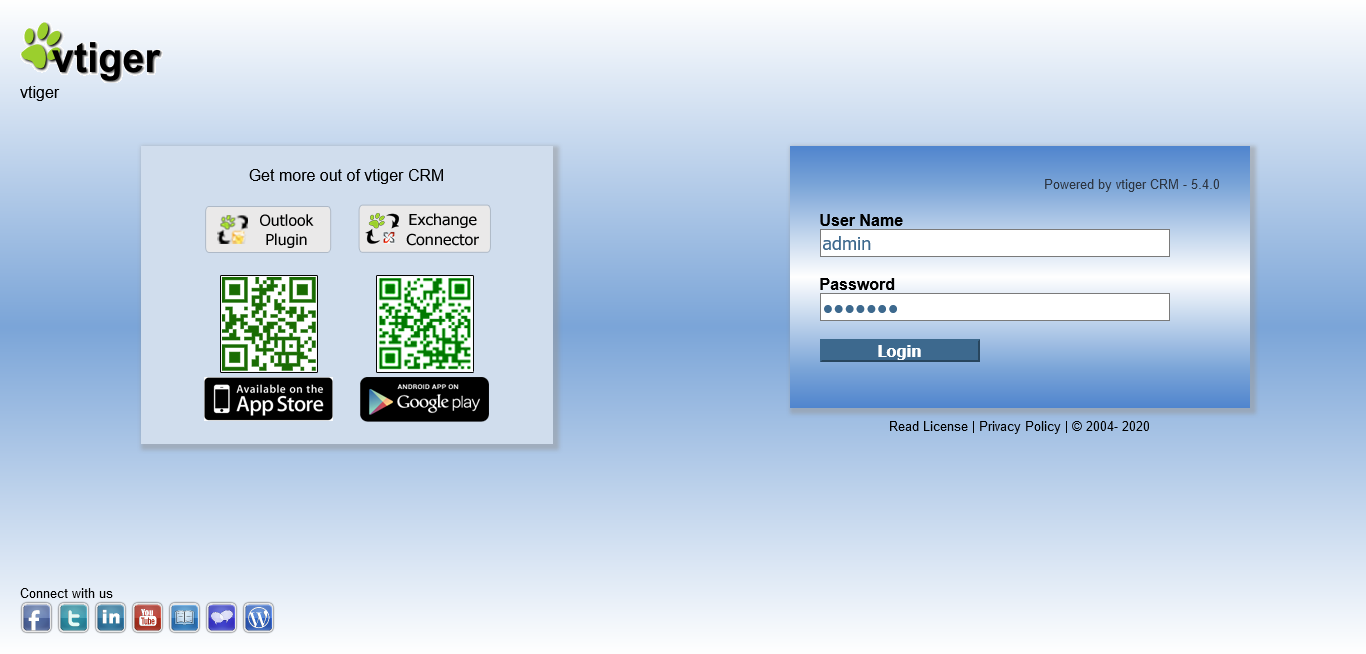 vtiger
vtiger
Get more out of vtiger CRM
Outlook
Plugin
Exchange
Connector
Available on the
App Store
ANDROID APP ON
Google play
Powered by vtiger CRM - 5.4.0
User Name
admin
Password
•••••••
Login
Read License | Privacy Policy | © 2004- 2020
Connect with us
f
t
in
You
Tube
W